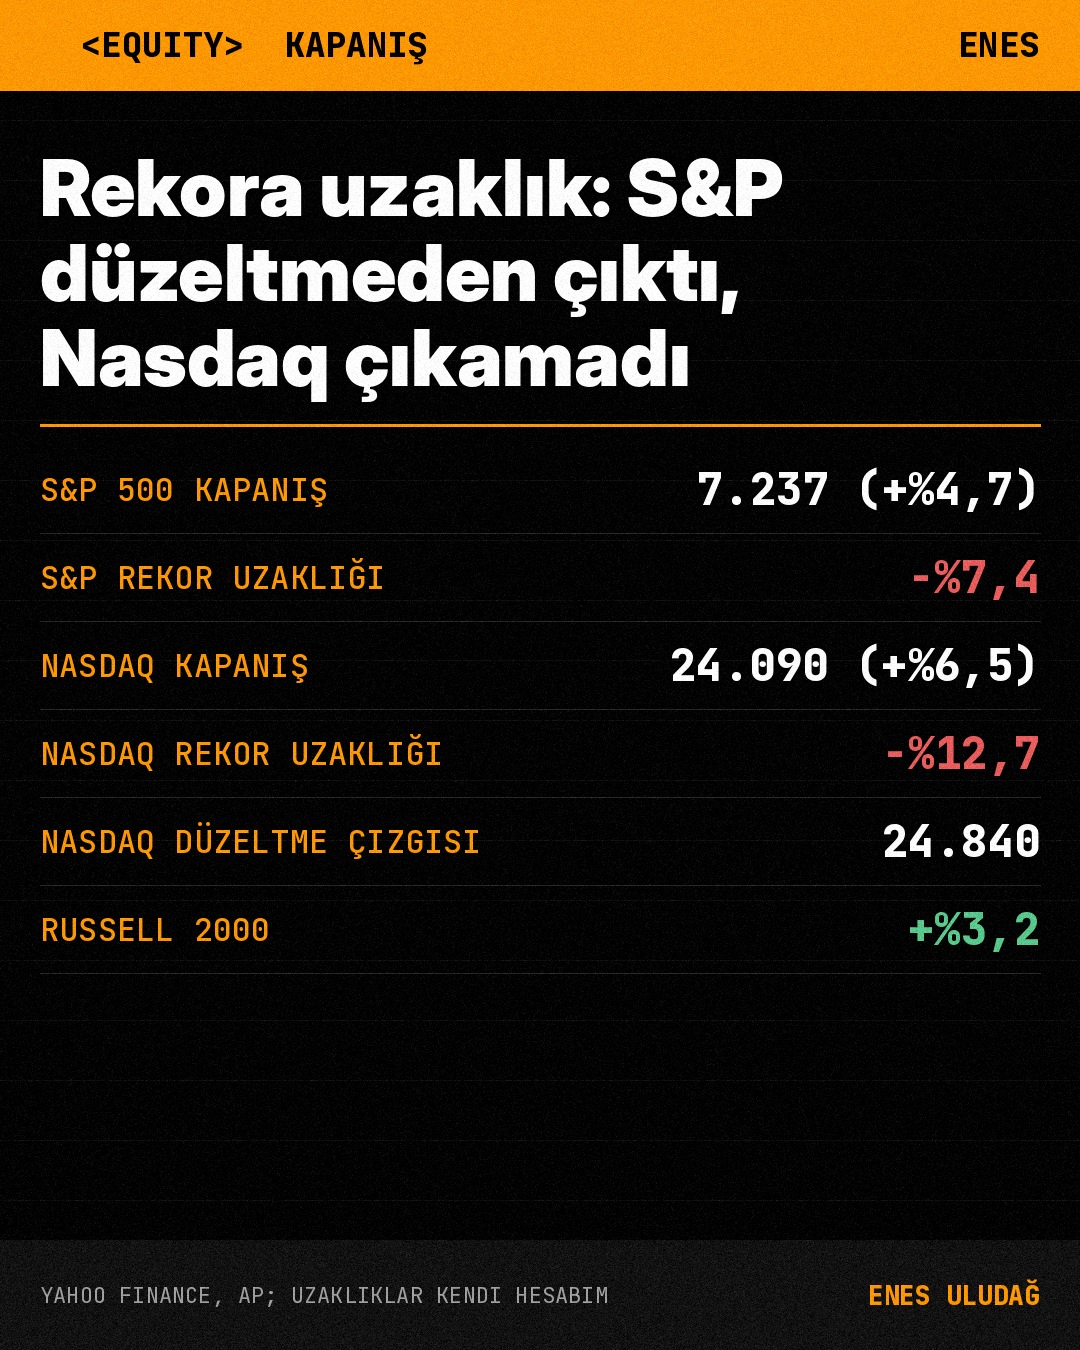 <EQUITY> KAPANIŞ ENES
Rekora uzaklık: S&P
düzeltmeden çıktı,
Nasdaq çıkamadı
S&P 500 KAPANIŞ 7.237 (+%4,7)
S&P REKOR UZAKLIĞI -%7,4
NASDAQ KAPANIŞ 24.090 (+%6,5)
NASDAQ REKOR UZAKLIĞI -%12,7
NASDAQ DÜZELTME ÇIZGISI 24.840
RUSSELL 2000 +%3,2
YAHOO FINANCE, AP; UZAKLIKLAR KENDI HESABIM ENES ULUDAĞ